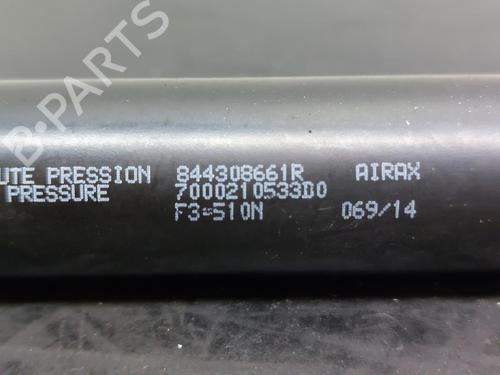 UTE PRESSION 844308661R AIRAX
PRESSURE 7000210533D0
F3=510N 069/14
B-PARTS